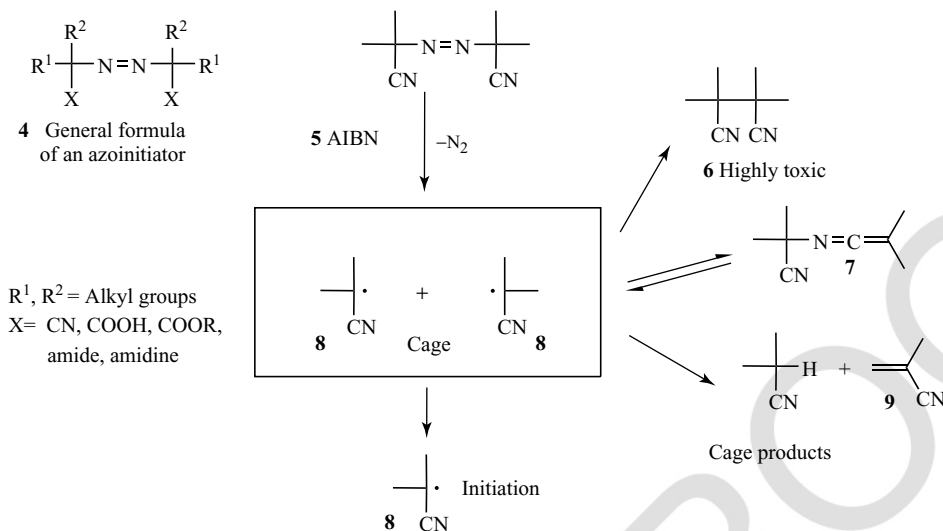 R² R²
R¹ N=N R¹
X X
4 General formula
of an azoinitiator
N=N
CN CN
5 AIBN
−N₂
CN CN
6 Highly toxic
N=C
CN 7
R¹, R² = Alkyl groups
X= CN, COOH, COOR,
amide, amidine
· + ·
CN CN
8 Cage 8
H + 
CN 9 CN
Cage products
· Initiation
8 CN